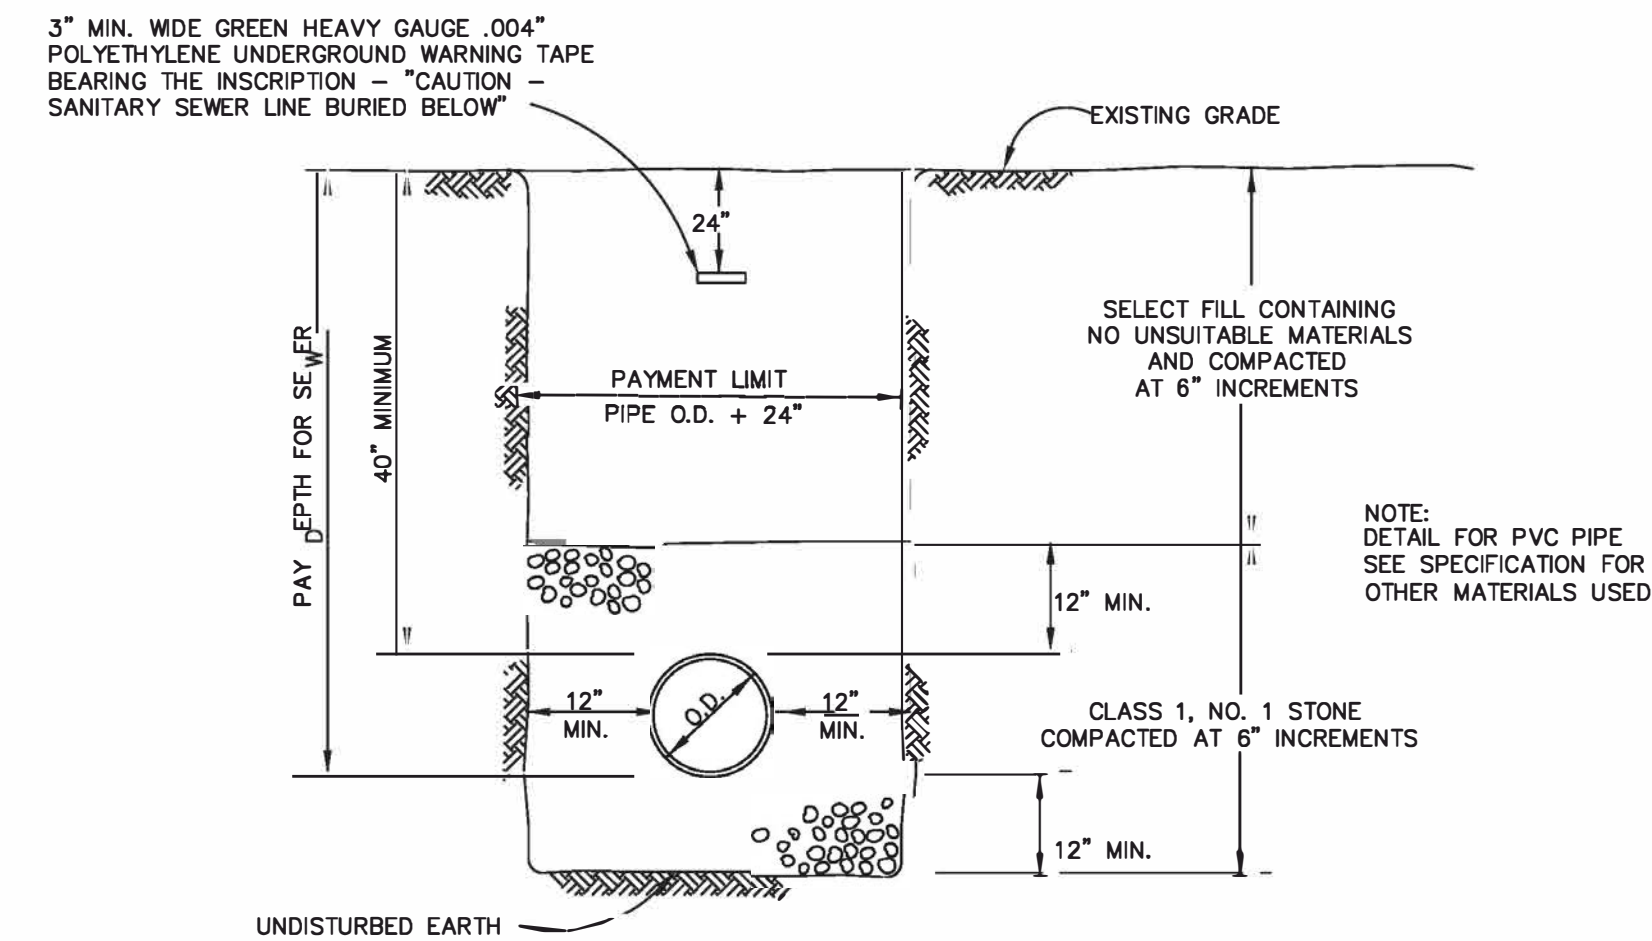 3" MIN. WIDE GREEN HEAVY GAUGE .004"
POLYETHYLENE UNDERGROUND WARNING TAPE
BEARING THE INSCRIPTION – "CAUTION –
SANITARY SEWER LINE BURIED BELOW"
EXISTING GRADE
24"
PAY DEPTH FOR SEWER
40" MINIMUM
PAYMENT LIMIT
PIPE O.D. + 24"
SELECT FILL CONTAINING
NO UNSUITABLE MATERIALS
AND COMPACTED
AT 6" INCREMENTS
NOTE:
DETAIL FOR PVC PIPE
SEE SPECIFICATION FOR
OTHER MATERIALS USED
12" MIN.
12"
MIN.
O.D.
12"
MIN.
CLASS 1, NO. 1 STONE
COMPACTED AT 6" INCREMENTS
12" MIN.
UNDISTURBED EARTH